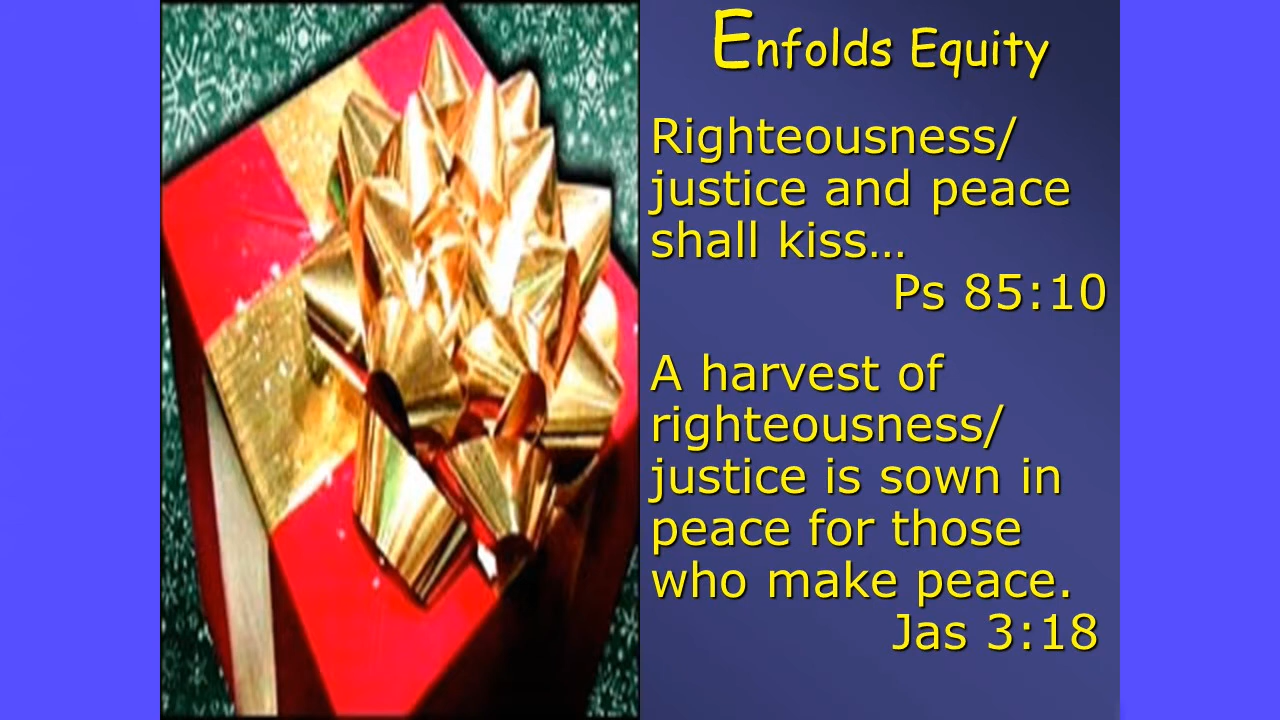 Enfolds Equity
Righteousness/
justice and peace
shall kiss…
Ps 85:10
A harvest of
righteousness/
justice is sown in
peace for those
who make peace.
Jas 3:18